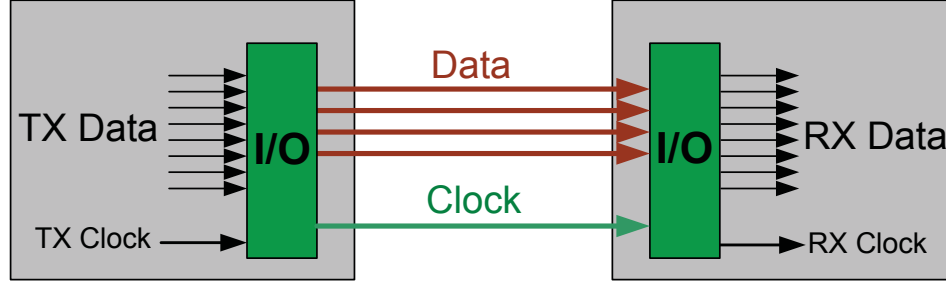 Data
TX Data
I/O
I/O
RX Data
Clock
TX Clock
RX Clock